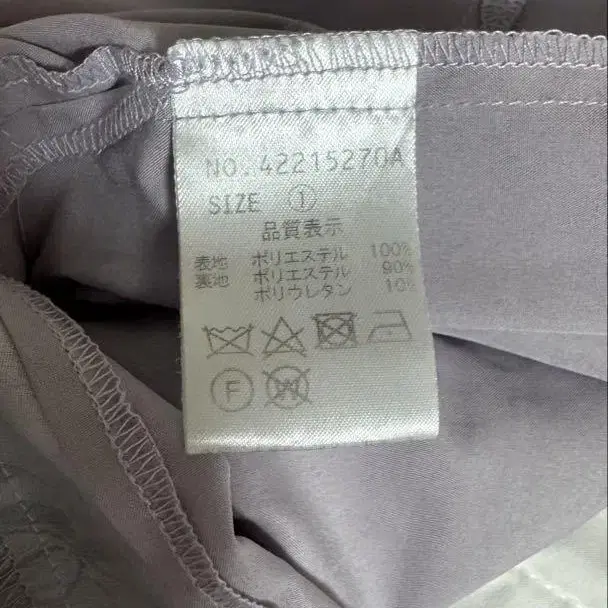 NO.42215270A
SIZE ①
品質表示
表地 ポリエステル 100%
裏地 ポリエステル 90%
ポリウレタン 10%
F W